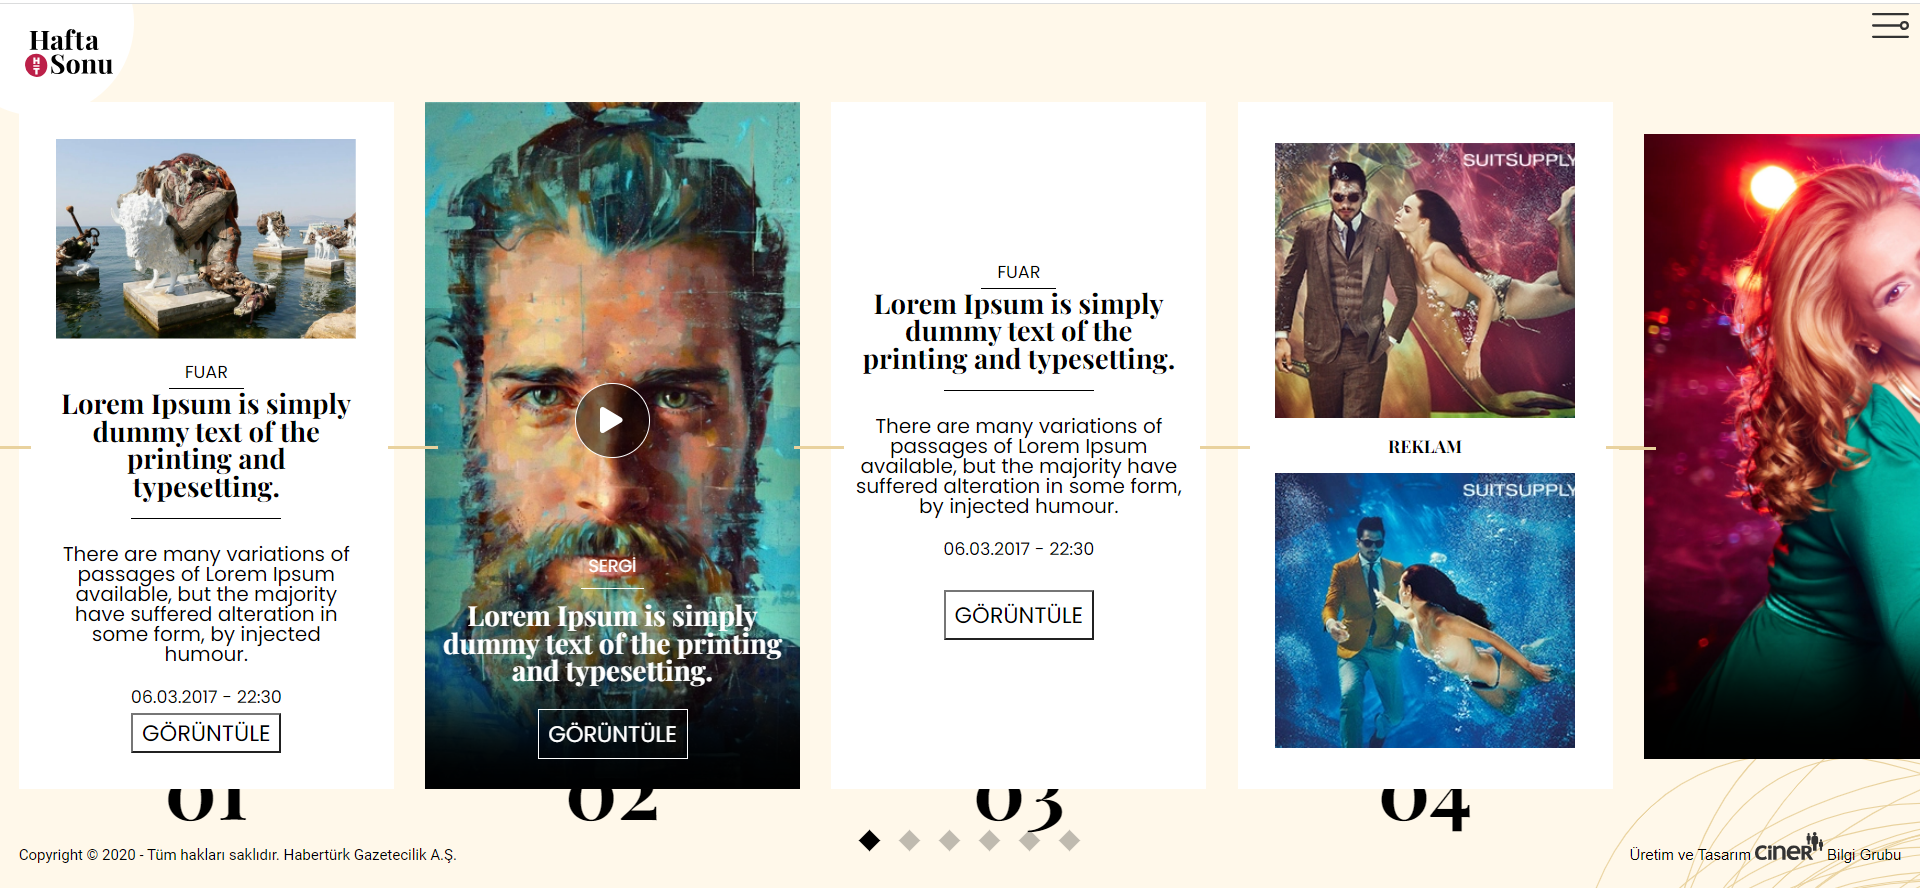 Hafta
HT Sonu
FUAR
Lorem Ipsum is simply
dummy text of the
printing and
typesetting.
There are many variations of
passages of Lorem Ipsum
available, but the majority
have suffered alteration in
some form, by injected
humour.
06.03.2017 - 22:30
GÖRÜNTÜLE
01
SERGİ
Lorem Ipsum is simply
dummy text of the printing
and typesetting.
GÖRÜNTÜLE
02
FUAR
Lorem Ipsum is simply
dummy text of the
printing and typesetting.
There are many variations of
passages of Lorem Ipsum
available, but the majority have
suffered alteration in some form,
by injected humour.
06.03.2017 - 22:30
GÖRÜNTÜLE
03
SUITSUPPLY
REKLAM
SUITSUPPLY
04
Copyright © 2020 - Tüm hakları saklıdır. Habertürk Gazetecilik A.Ş.
Üretim ve Tasarım CINER Bilgi Grubu